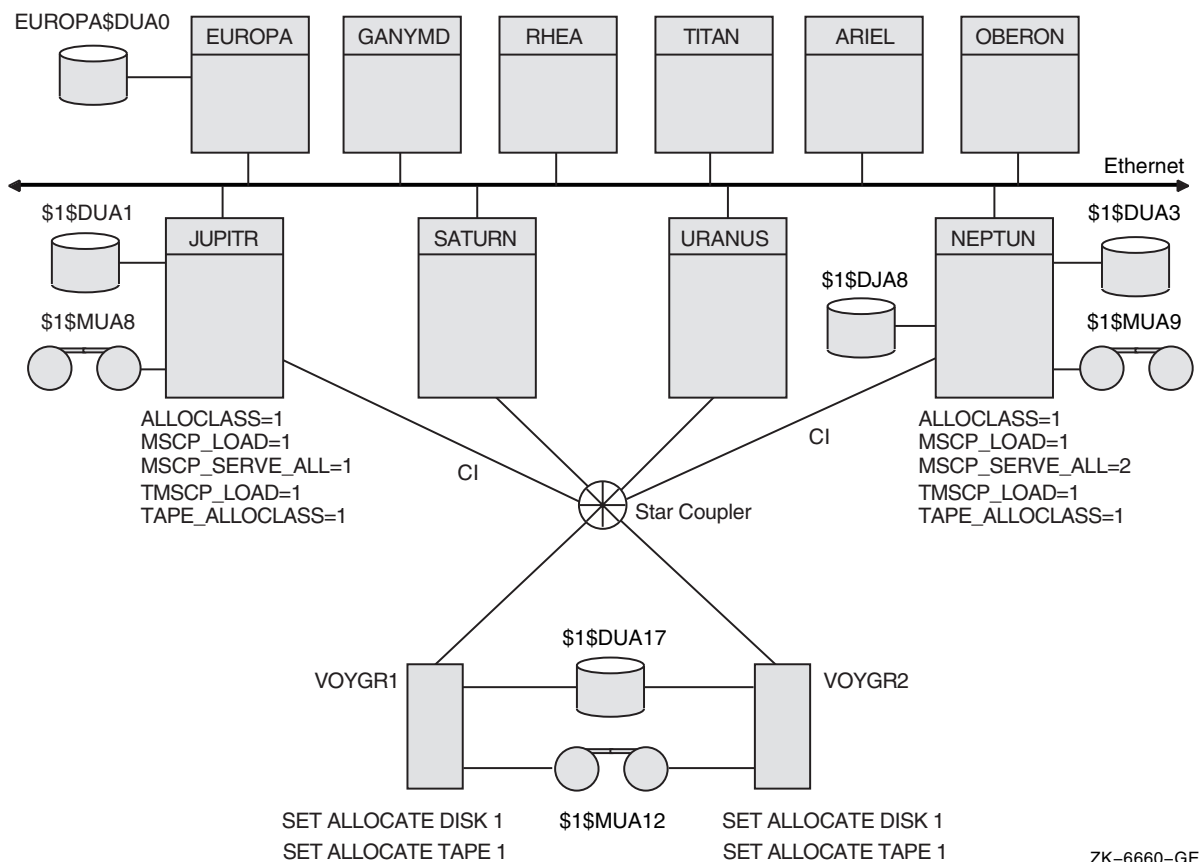 EUROPA$DUA0
EUROPA
GANYMD
RHEA
TITAN
ARIEL
OBERON
Ethernet
$1$DUA1
$1$DUA3
JUPITR
SATURN
URANUS
NEPTUN
$1$DJA8
$1$MUA8
$1$MUA9
ALLOCLASS=1
MSCP_LOAD=1
MSCP_SERVE_ALL=1
TMSCP_LOAD=1
TAPE_ALLOCLASS=1
CI
CI
ALLOCLASS=1
MSCP_LOAD=1
MSCP_SERVE_ALL=2
TMSCP_LOAD=1
TAPE_ALLOCLASS=1
Star Coupler
$1$DUA17
VOYGR1
VOYGR2
SET ALLOCATE DISK 1
SET ALLOCATE TAPE 1
$1$MUA12
SET ALLOCATE DISK 1
SET ALLOCATE TAPE 1
ZK–6660–GE